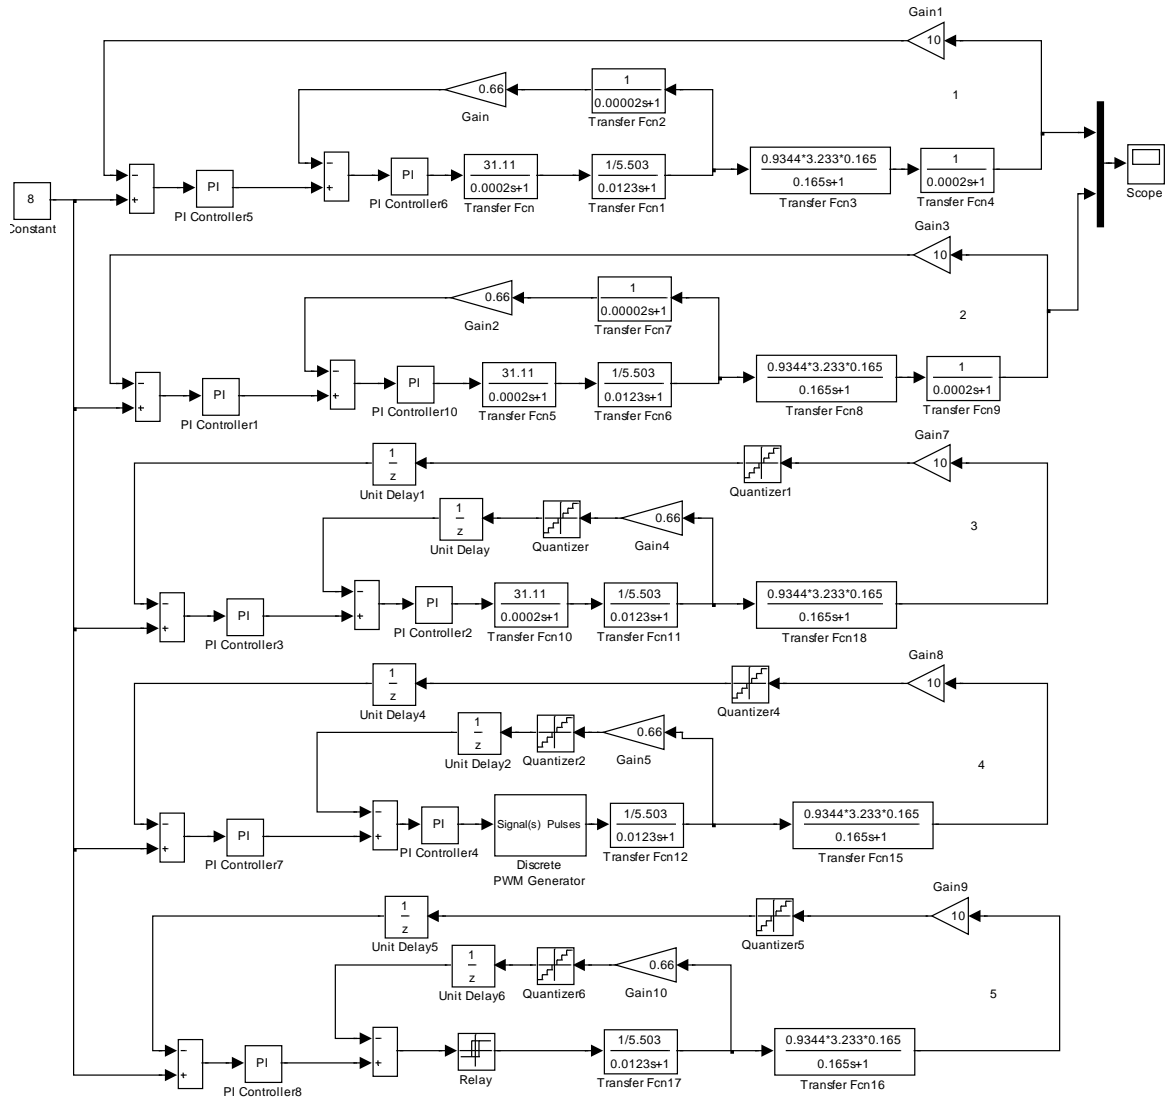 Gain1
10
1
0.66
Gain
1
0.00002s+1
Transfer Fcn2
8
Constant
−
+
PI
PI Controller5
−
+
PI
PI Controller6
31.11
0.0002s+1
Transfer Fcn
1/5.503
0.0123s+1
Transfer Fcn1
0.9344*3.233*0.165
0.165s+1
Transfer Fcn3
1
0.0002s+1
Transfer Fcn4
Scope
Gain3
10
2
0.66
Gain2
1
0.00002s+1
Transfer Fcn7
−
+
PI
PI Controller1
−
+
PI
PI Controller10
31.11
0.0002s+1
Transfer Fcn5
1/5.503
0.0123s+1
Transfer Fcn6
0.9344*3.233*0.165
0.165s+1
Transfer Fcn8
1
0.0002s+1
Transfer Fcn9
Gain7
10
1
z
Unit Delay1
Quantizer1
3
1
z
Unit Delay
Quantizer
0.66
Gain4
−
+
PI
PI Controller3
−
+
PI
PI Controller2
31.11
0.0002s+1
Transfer Fcn10
1/5.503
0.0123s+1
Transfer Fcn11
0.9344*3.233*0.165
0.165s+1
Transfer Fcn18
Gain8
10
1
z
Unit Delay4
Quantizer4
4
1
z
Unit Delay2
Quantizer2
0.66
Gain5
−
+
PI
PI Controller7
−
+
PI
PI Controller4
Signal(s) Pulses
Discrete
PWM Generator
1/5.503
0.0123s+1
Transfer Fcn12
0.9344*3.233*0.165
0.165s+1
Transfer Fcn15
Gain9
10
1
z
Unit Delay5
Quantizer5
5
1
z
Unit Delay6
Quantizer6
0.66
Gain10
−
+
PI
PI Controller8
−
+
Relay
1/5.503
0.0123s+1
Transfer Fcn17
0.9344*3.233*0.165
0.165s+1
Transfer Fcn16